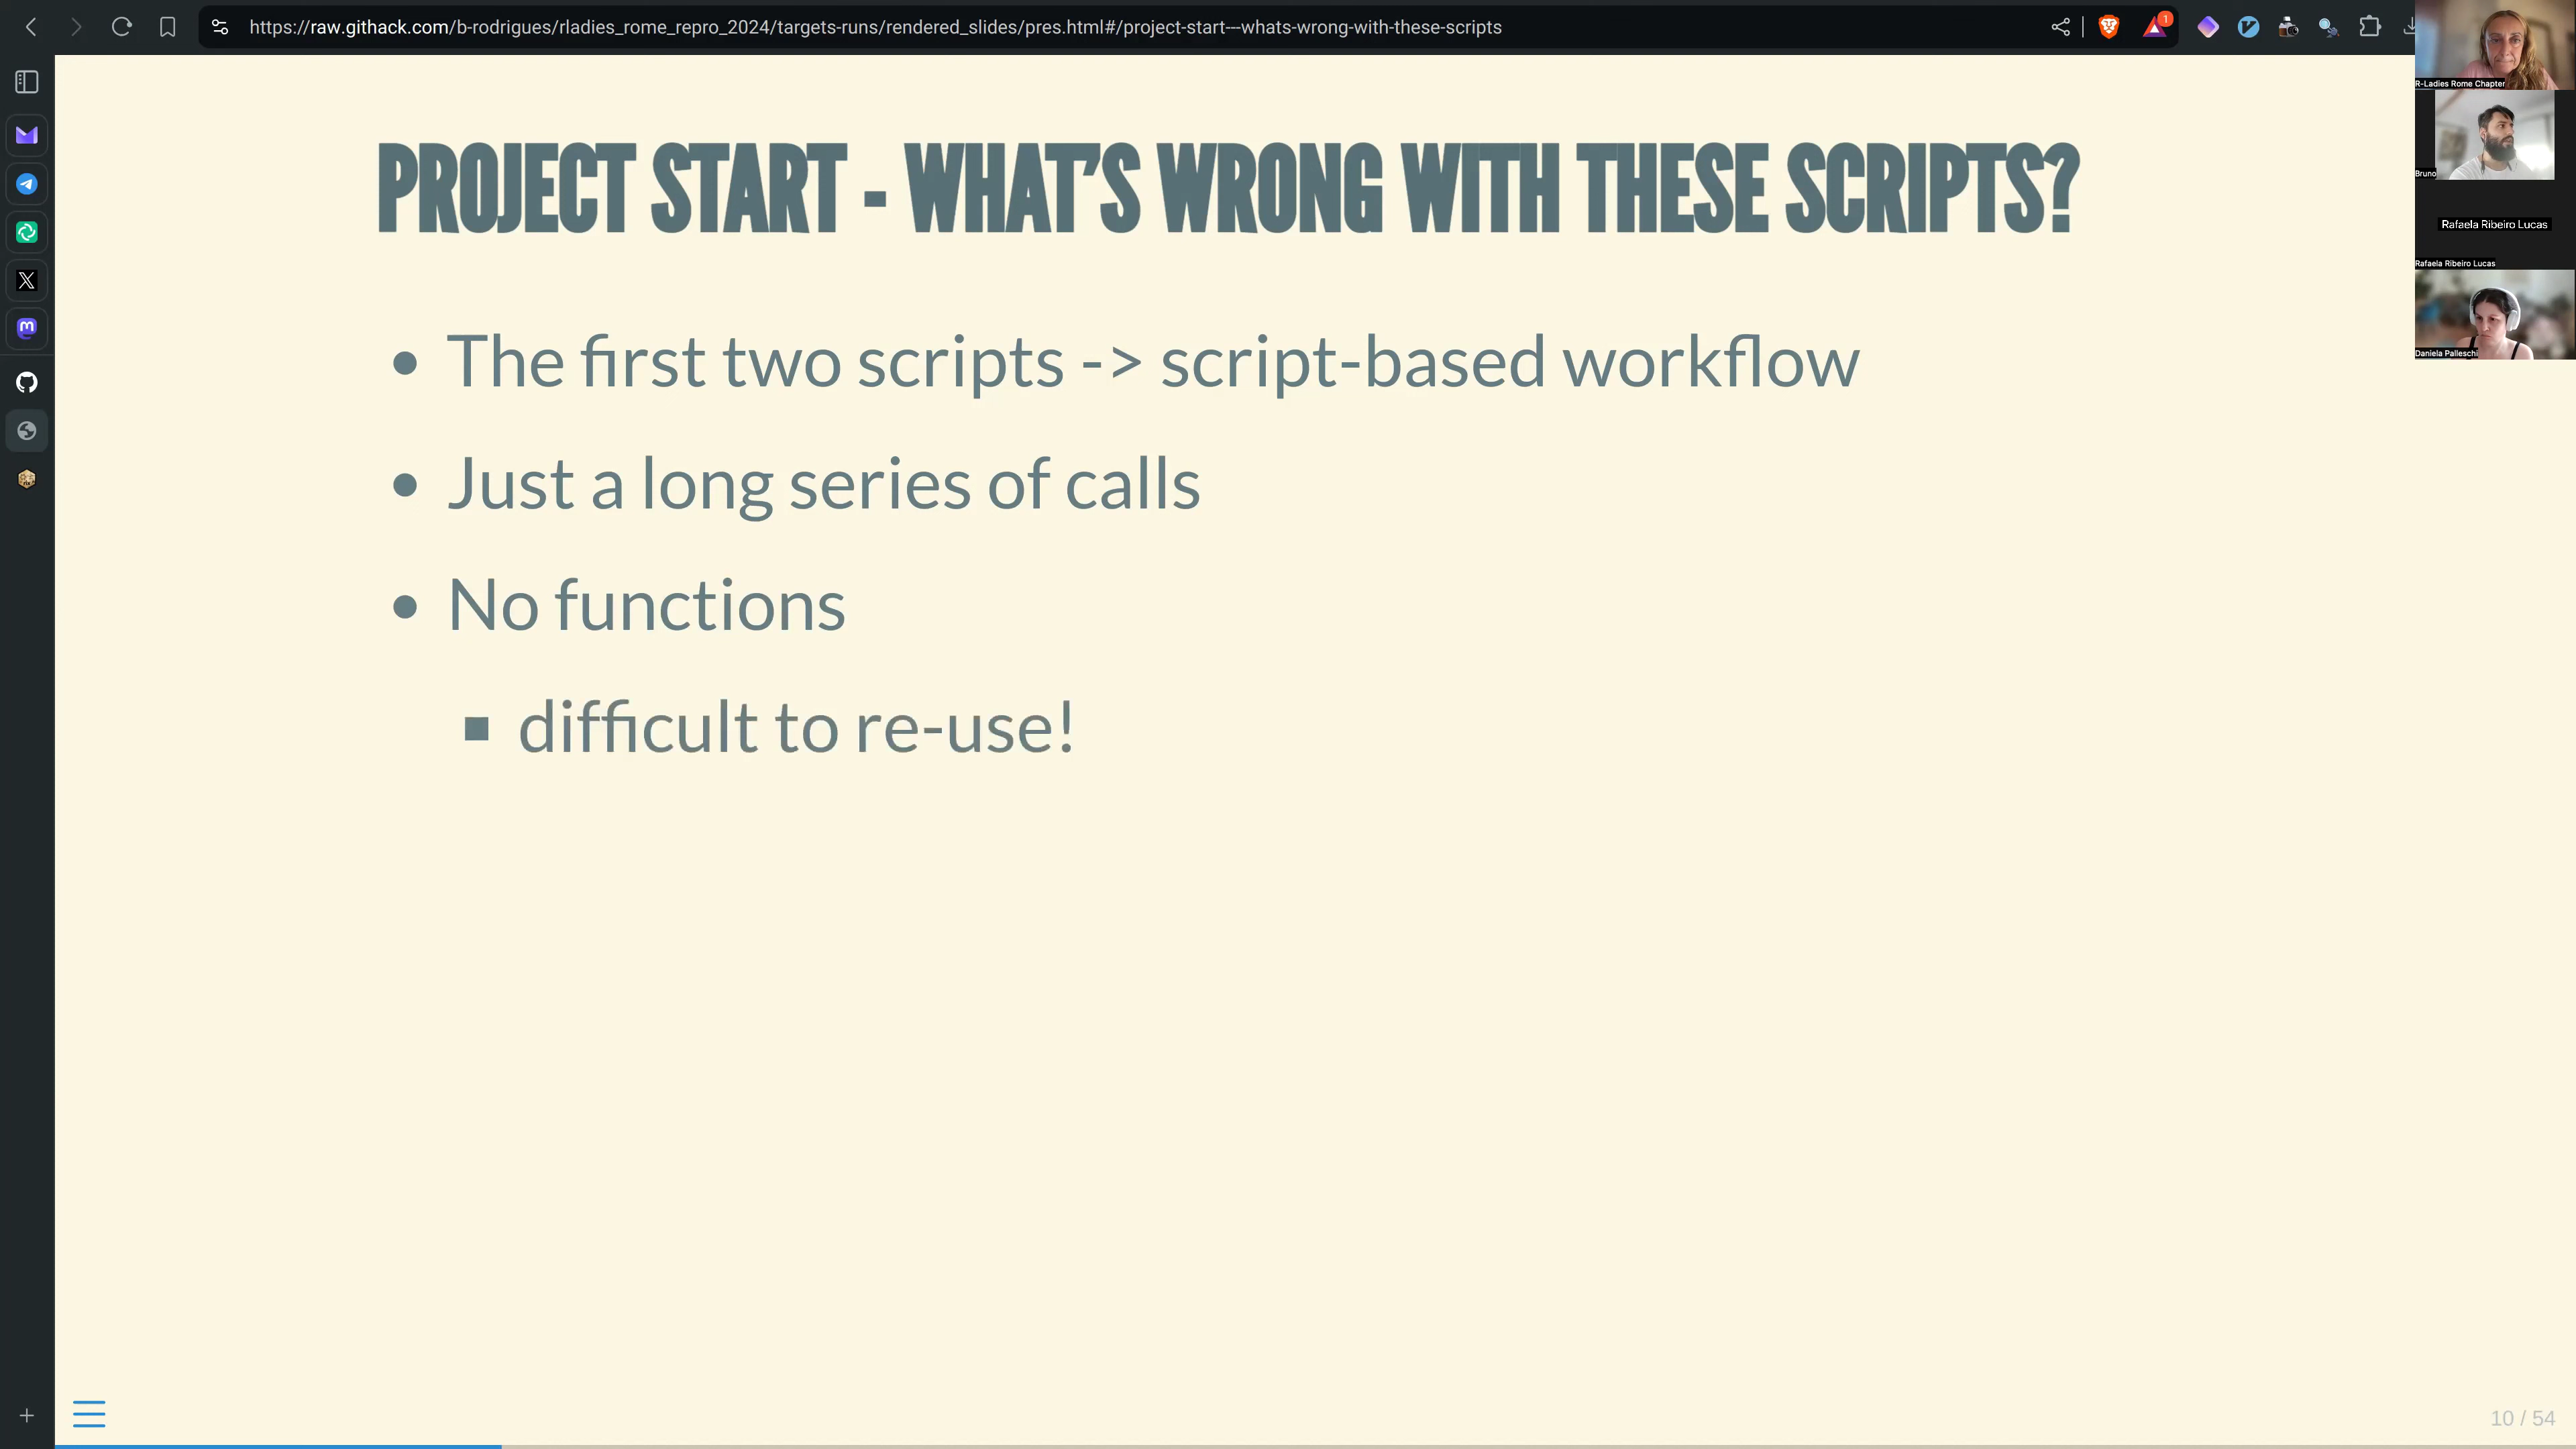 https://raw.githack.com/b-rodrigues/rladies_rome_repro_2024/targets-runs/rendered_slides/pres.html#/project-start---whats-wrong-with-these-scripts
1
R-Ladies Rome Chapter
Bruno
Rafaela Ribeiro Lucas
Rafaela Ribeiro Lucas
Daniela Palleschi
PROJECT START - WHAT'S WRONG WITH THESE SCRIPTS?
• The first two scripts -> script-based workflow
• Just a long series of calls
• No functions
▪ difficult to re-use!
10 / 54